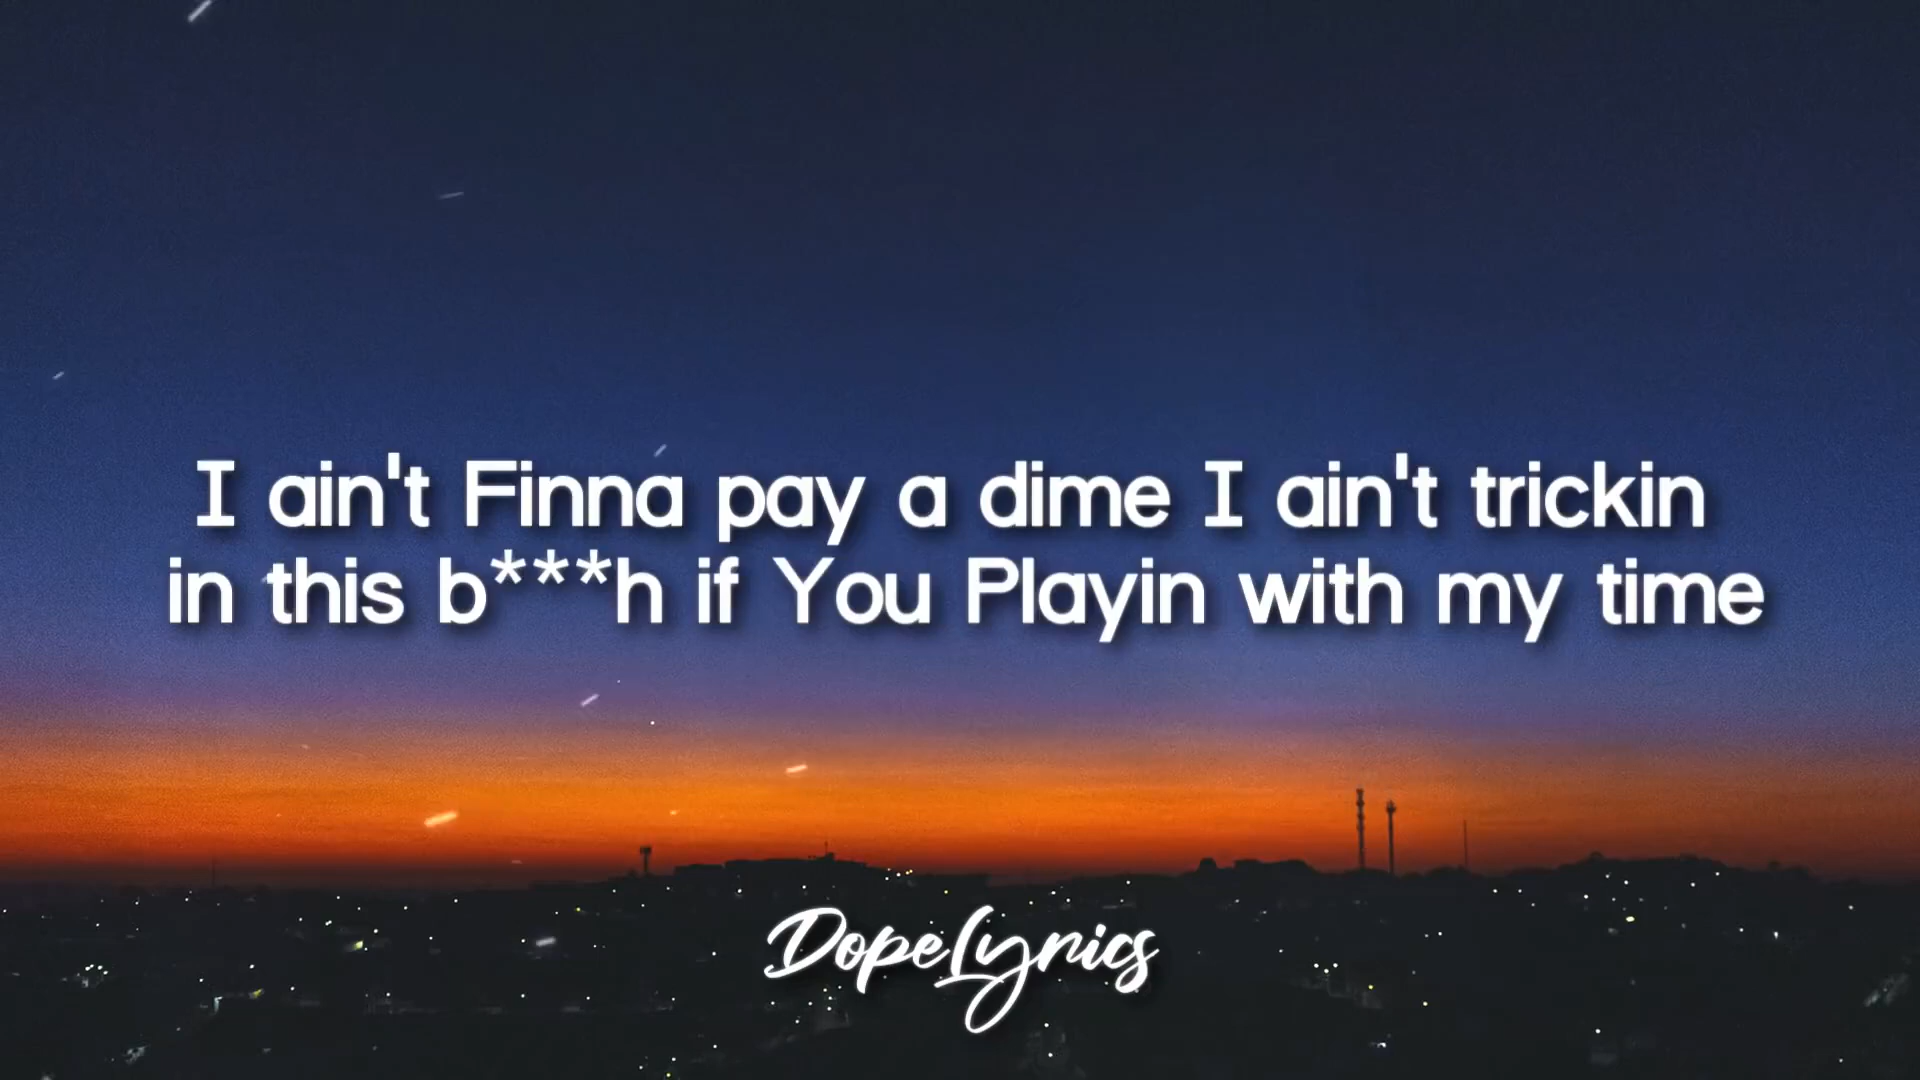 I ain't Finna pay a dime I ain't trickin
in this b***h if You Playin with my time
DopeLyrics